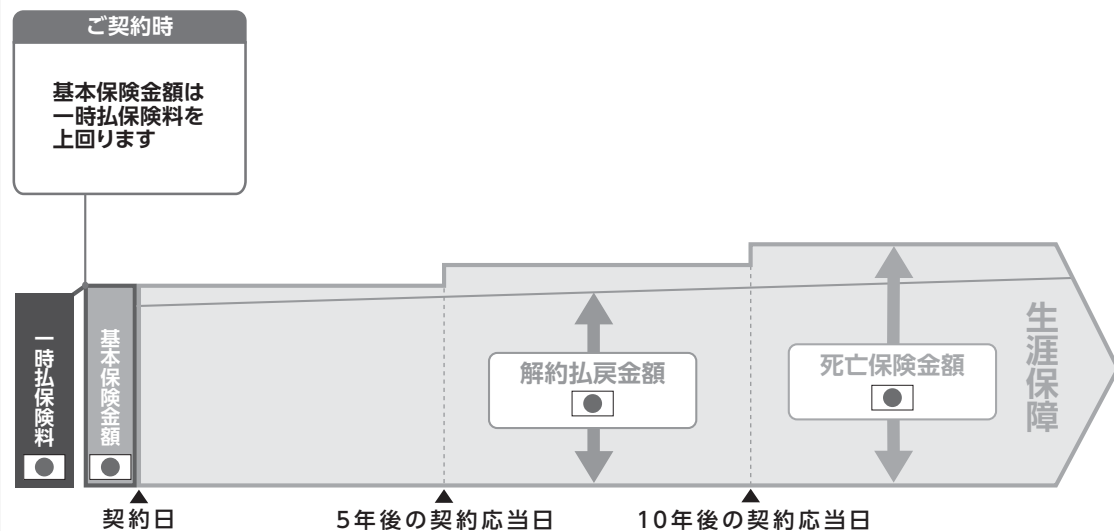 ご契約時
基本保険金額は
一時払保険料を
上回ります
一時払保険料
基本保険金額
解約払戻金額
死亡保険金額
生涯保障
契約日
5年後の契約応当日
10年後の契約応当日